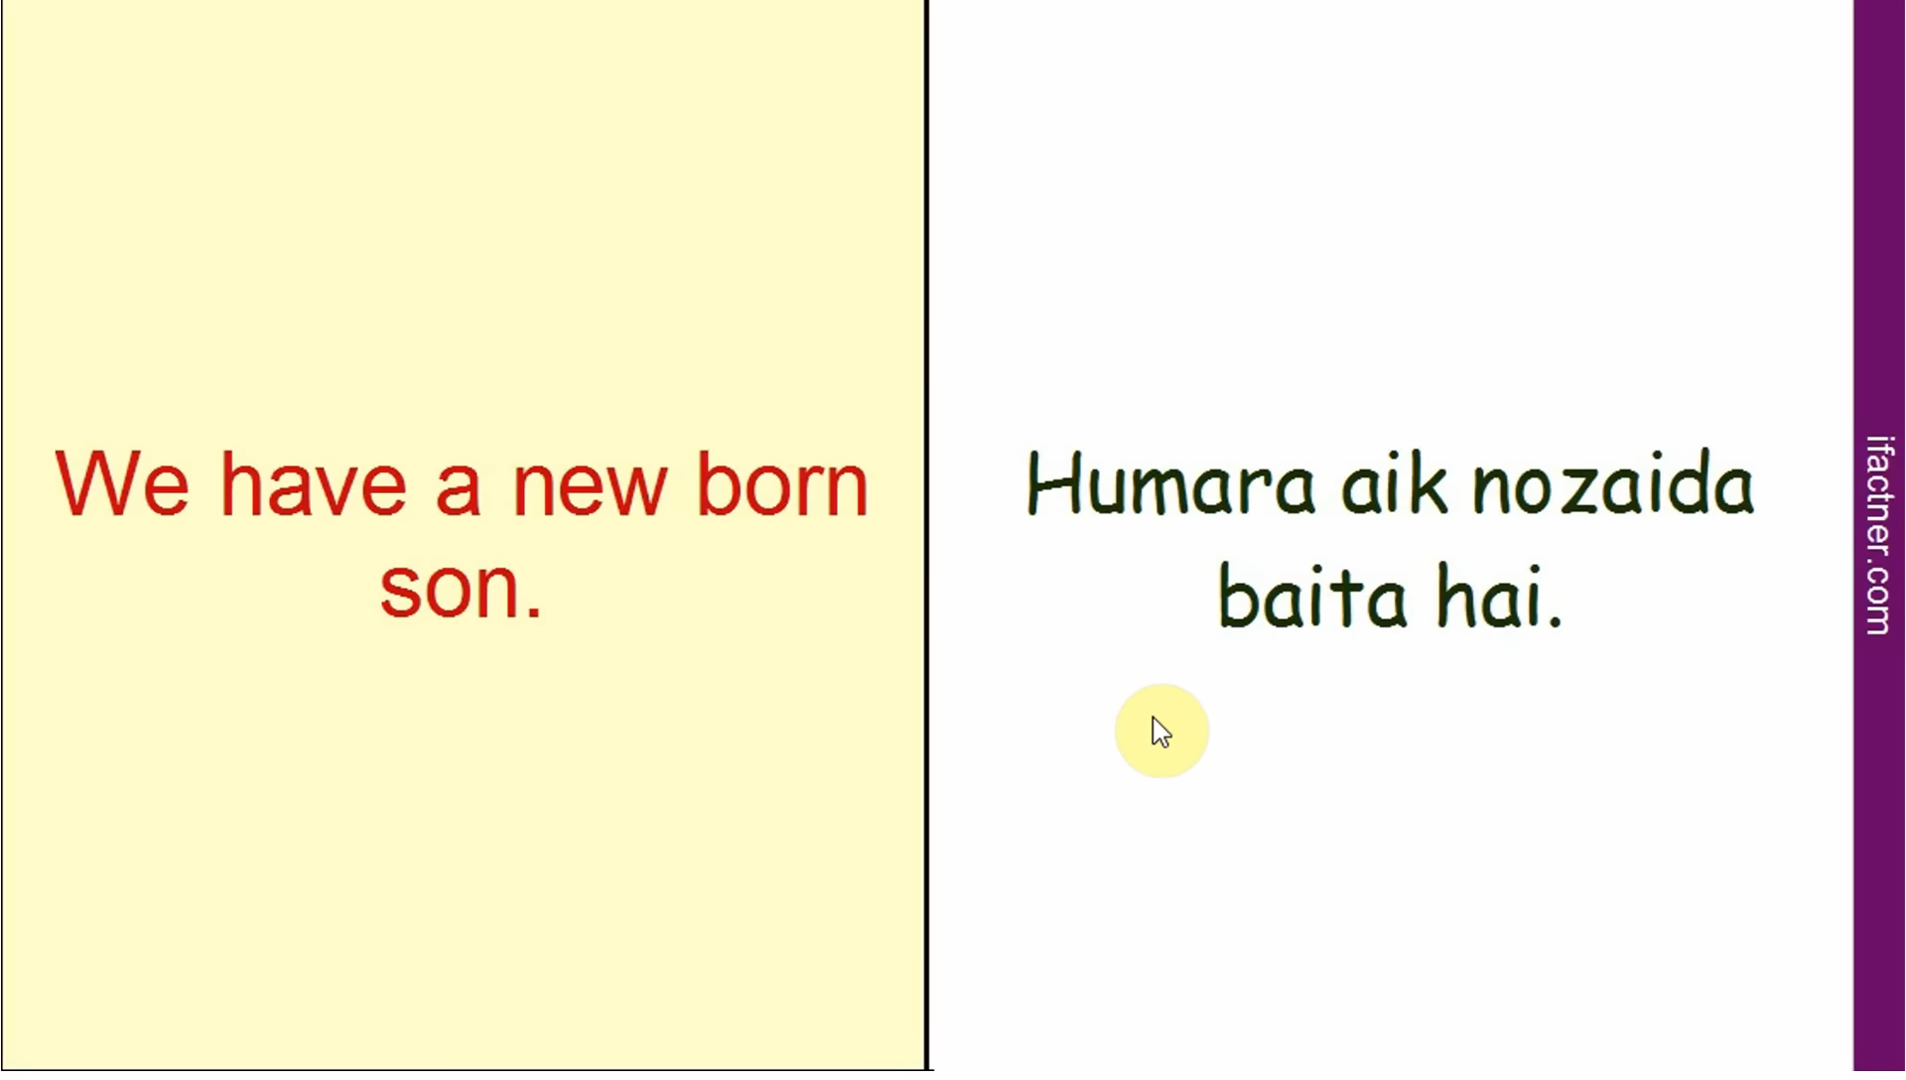 We have a new born
son.
Humara aik nozaida
baita hai.
ifactner.com